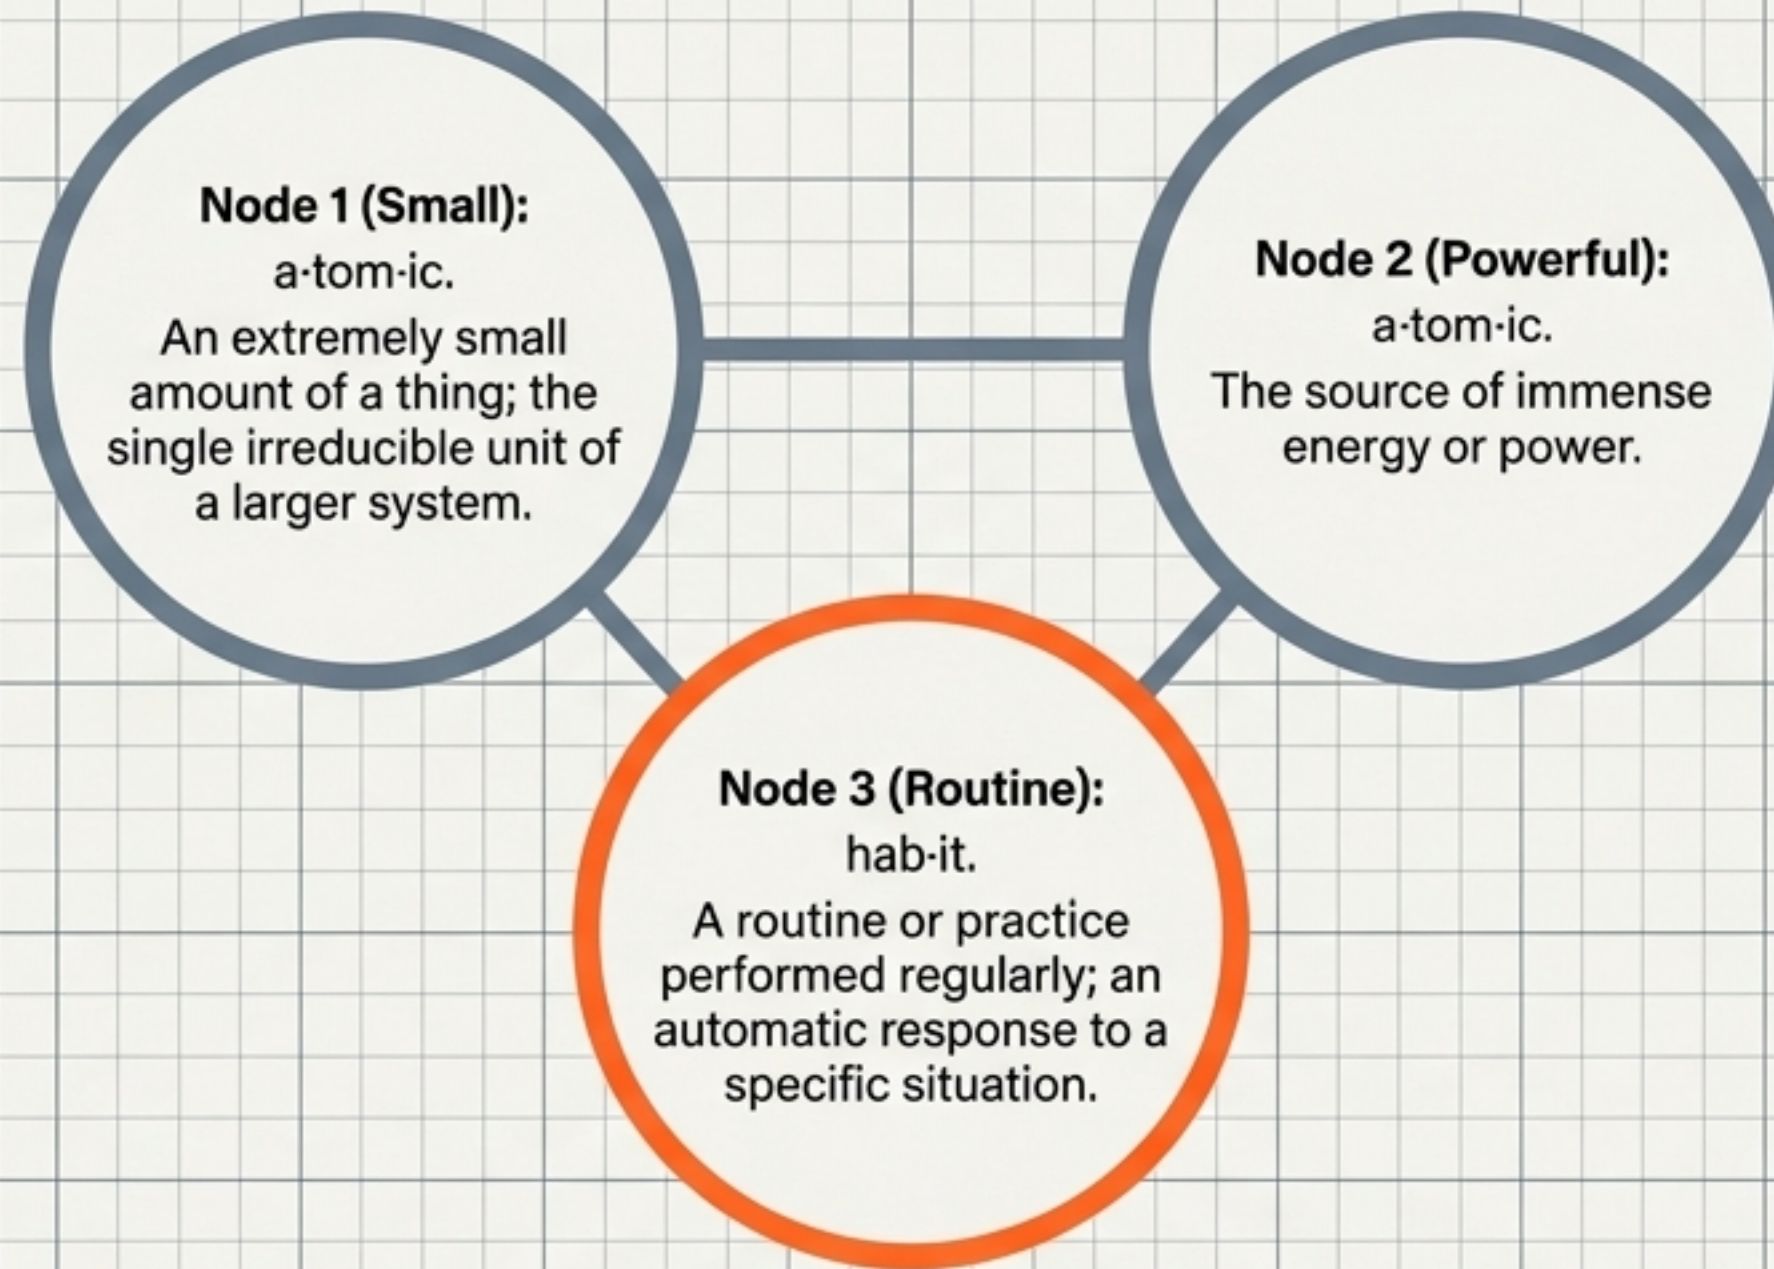 Node 1 (Small):
a·tom·ic.
An extremely small
amount of a thing; the
single irreducible unit of
a larger system.
Node 2 (Powerful):
a·tom·ic.
The source of immense
energy or power.
Node 3 (Routine):
hab·it.
A routine or practice
performed regularly; an
automatic response to a
specific situation.